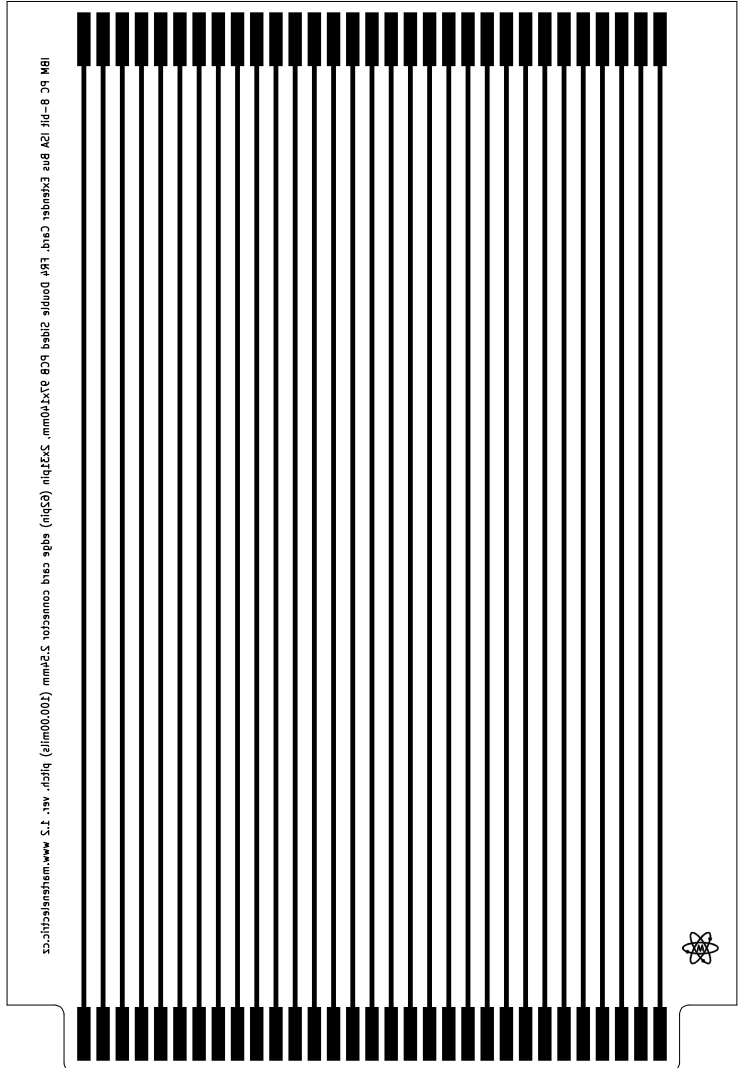 IBM PC 8-bit ISA Bus Extender Card. FR4 Double Sided PCB 97x140mm, 2x31pin (62pin) edge card connector 2.54mm (100.00mils) pitch, ver. 1.2 www.martenelectric.cz
M